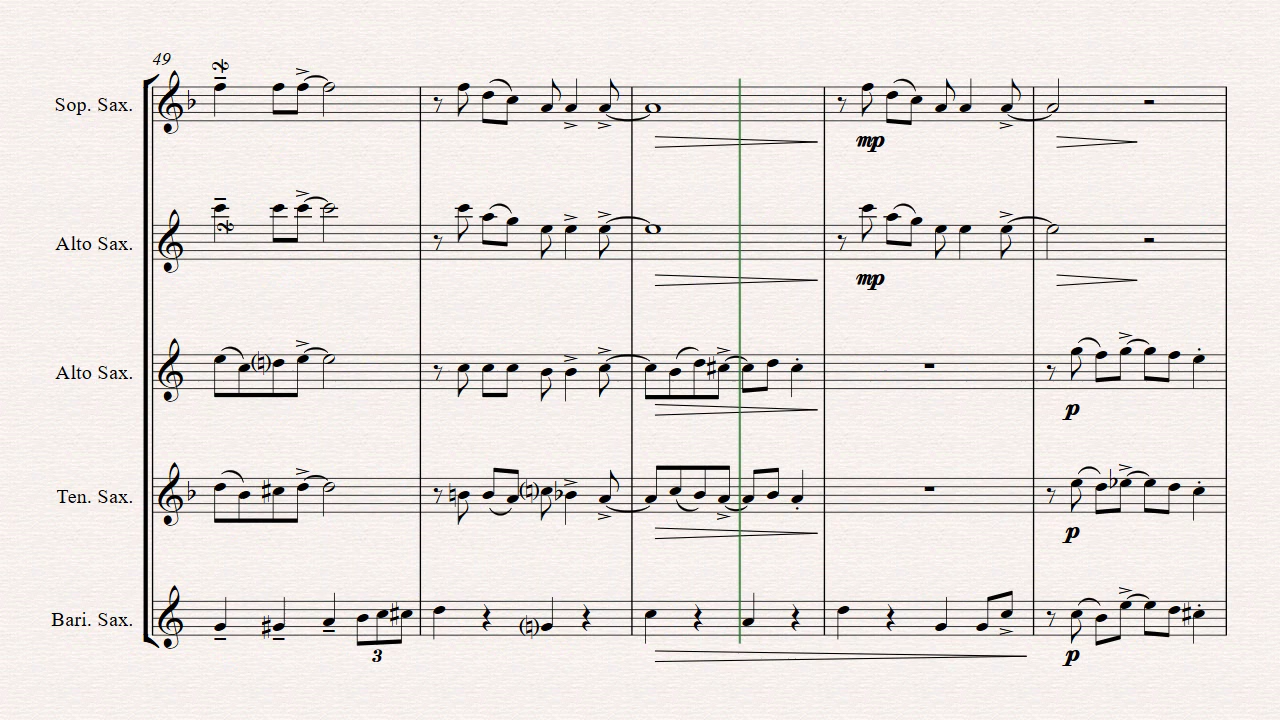 49
Sop. Sax.
mp
Alto Sax.
mp
Alto Sax.
p
Ten. Sax.
p
Bari. Sax.
3
p